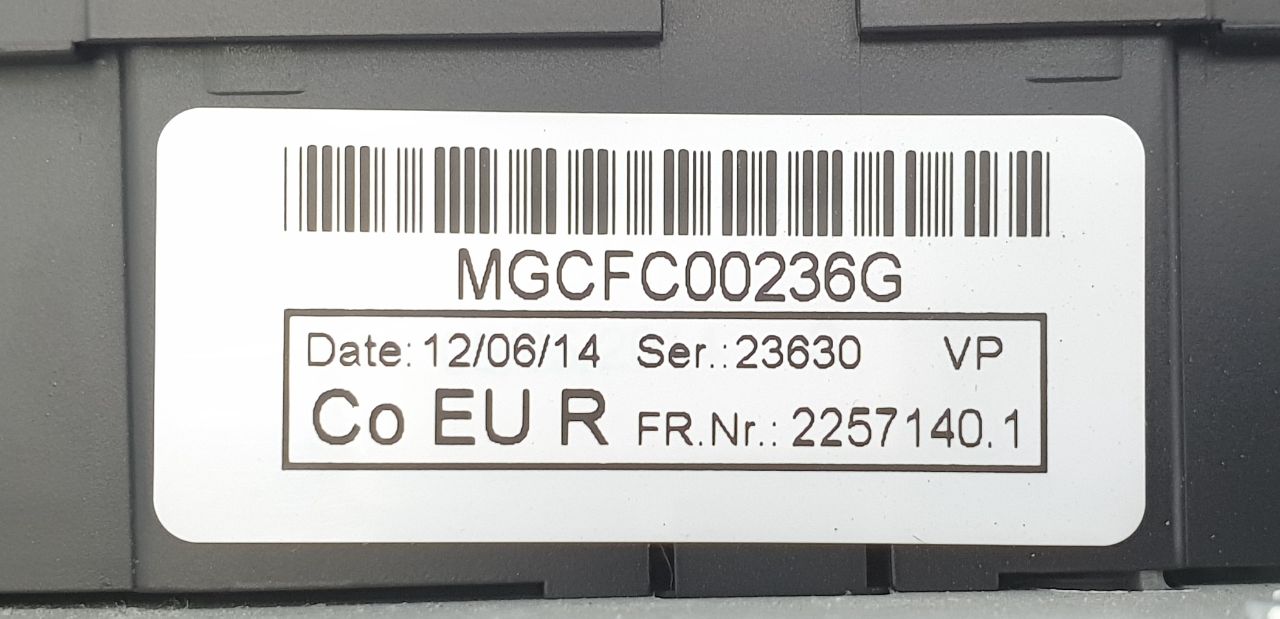 MGCFC00236G
Date: 12/06/14 Ser.: 23630 VP
Co EU R FR.Nr.: 2257140.1